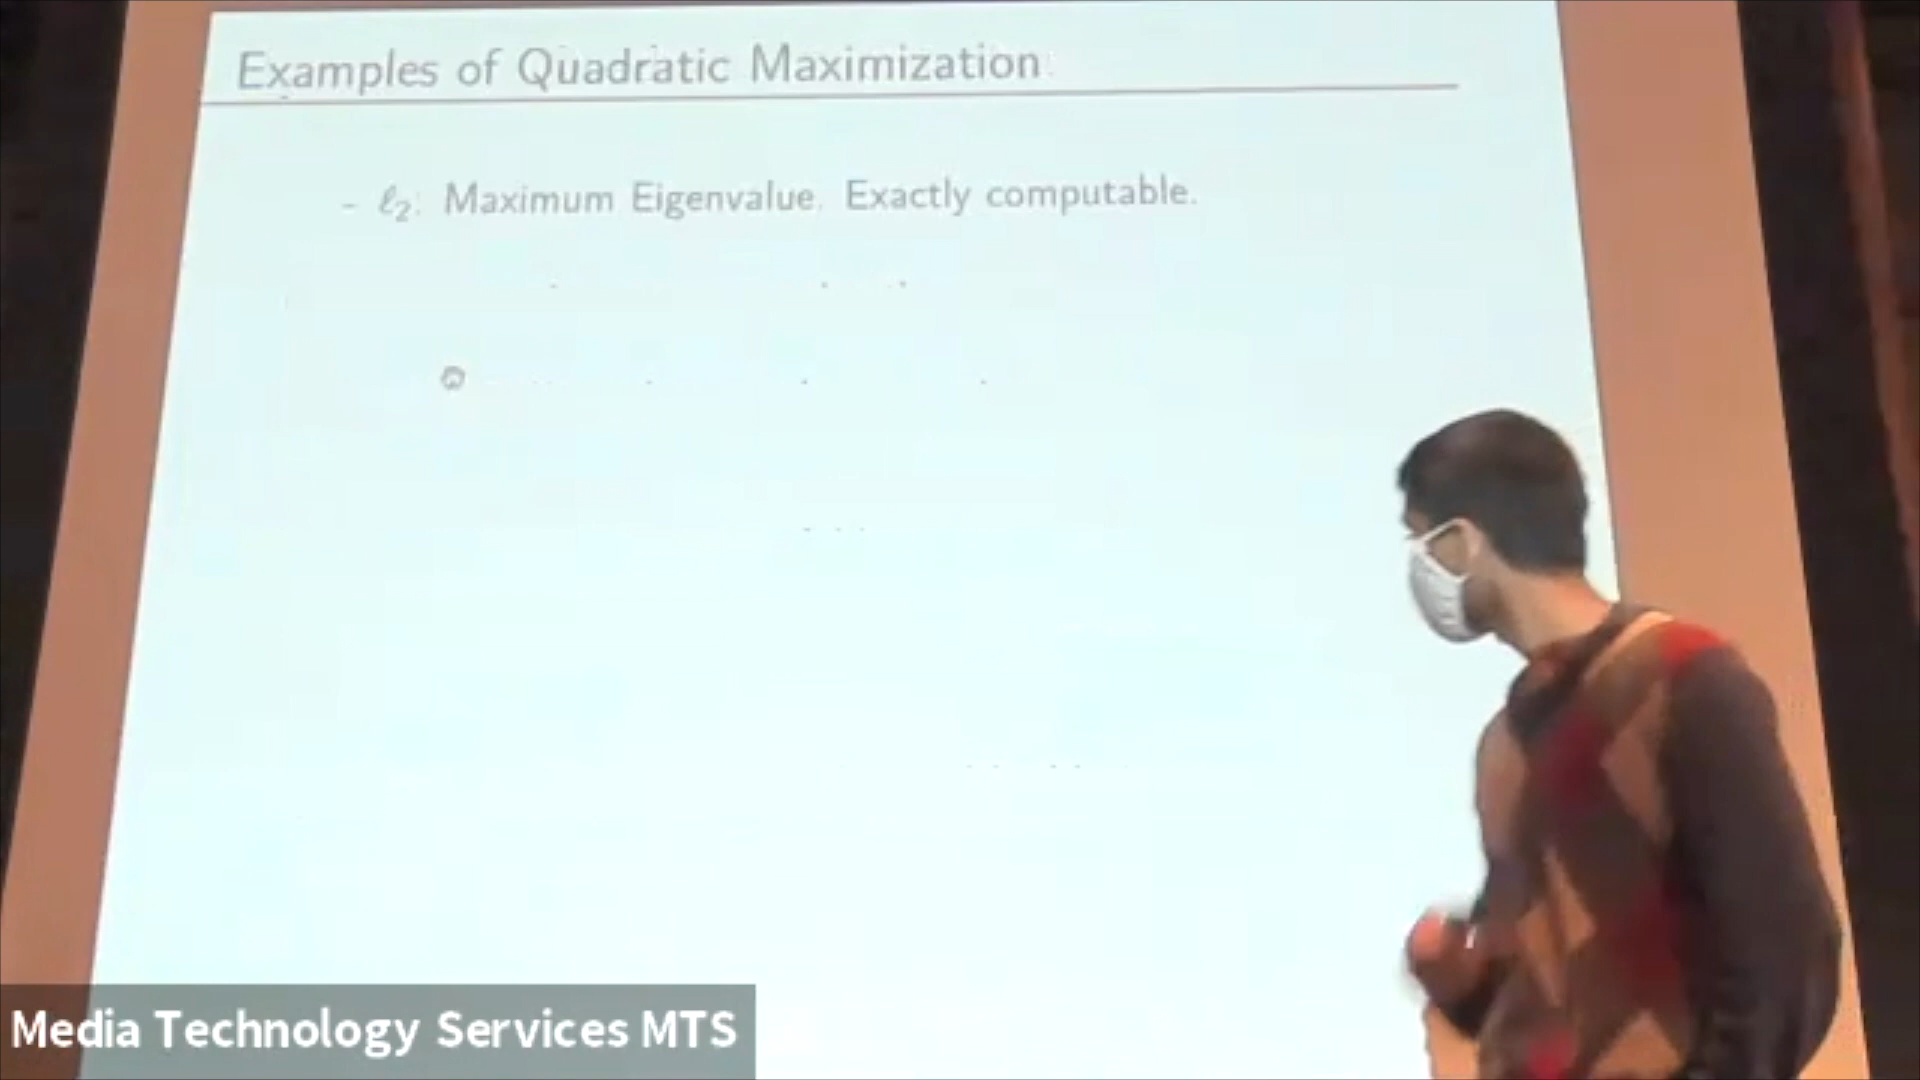 Examples of Quadratic Maximization
- ℓ₂: Maximum Eigenvalue. Exactly computable.
Media Technology Services MTS